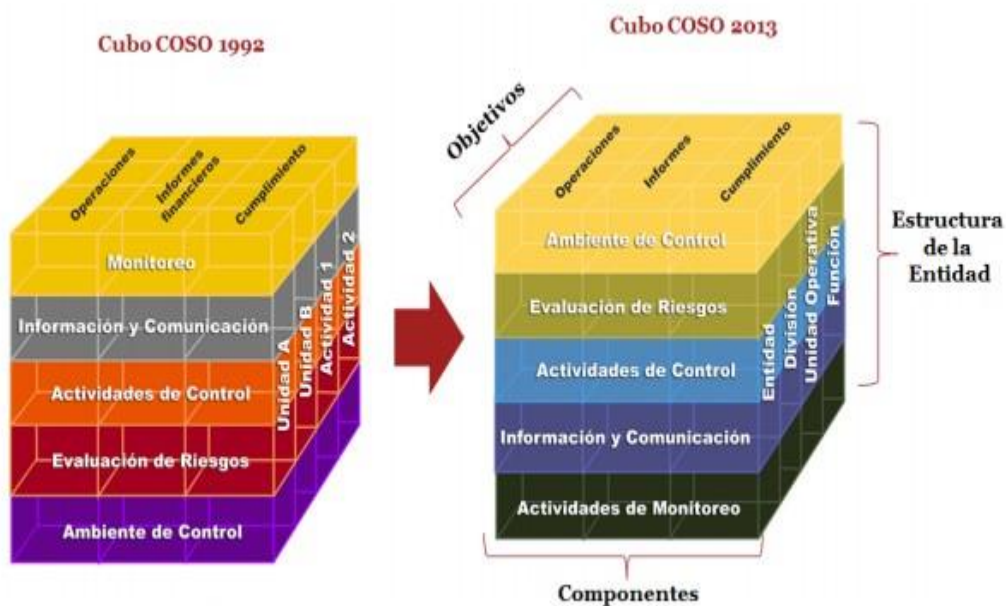 Cubo COSO 1992
Operaciones
Informes
financieros
Cumplimiento
Monitoreo
Información y Comunicación
Actividades de Control
Evaluación de Riesgos
Ambiente de Control
Unidad A
Unidad B
Actividad 1
Actividad 2
Cubo COSO 2013
Objetivos
Operaciones
Informes
Cumplimiento
Ambiente de Control
Evaluación de Riesgos
Actividades de Control
Información y Comunicación
Actividades de Monitoreo
Entidad
División
Unidad Operativa
Función
Estructura
de la
Entidad
Componentes